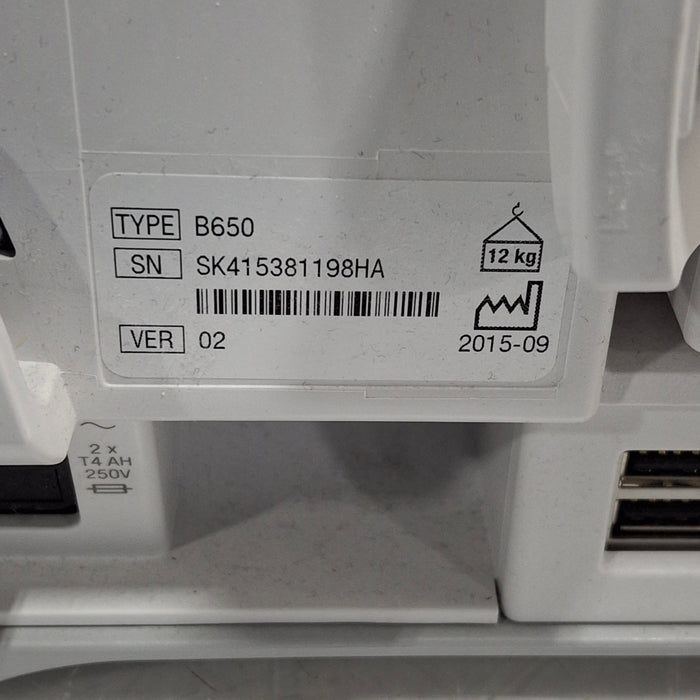 TYPE B650
SN SK415381198HA
VER 02
12 kg
2015-09
2 x
T4 AH
250V